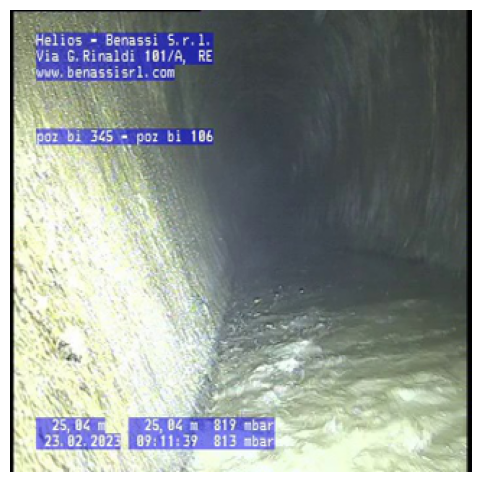 Helios - Benassi S.r.l.
Via G.Rinaldi 101/A, RE
www.benassisrl.com
poz bi 345 - poz bi 106
25,04 m 25,04 m 819 mbar
23.02.2023 09:11:39 813 mbar